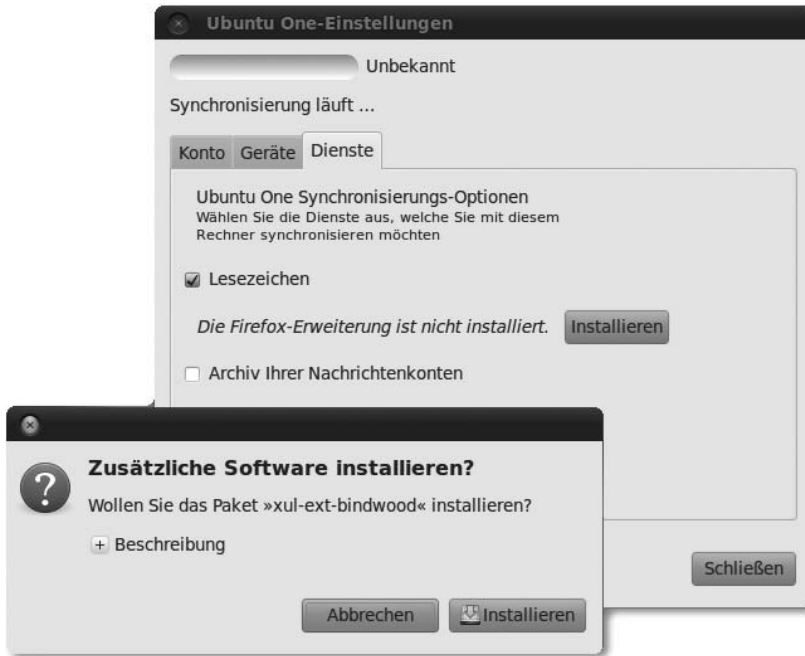 Ubuntu One-Einstellungen
Unbekannt
Synchronisierung läuft ...
Konto Geräte Dienste
Ubuntu One Synchronisierungs-Optionen
Wählen Sie die Dienste aus, welche Sie mit diesem
Rechner synchronisieren möchten
Lesezeichen
Die Firefox-Erweiterung ist nicht installiert. Installieren
Archiv Ihrer Nachrichtenkonten
Zusätzliche Software installieren?
Wollen Sie das Paket »xul-ext-bindwood« installieren?
Beschreibung
Abbrechen Installieren
Schließen